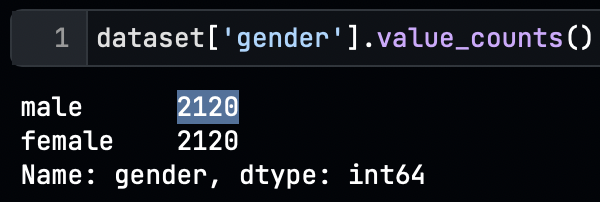 1 dataset['gender'].value_counts()
male 2120
female 2120
Name: gender, dtype: int64